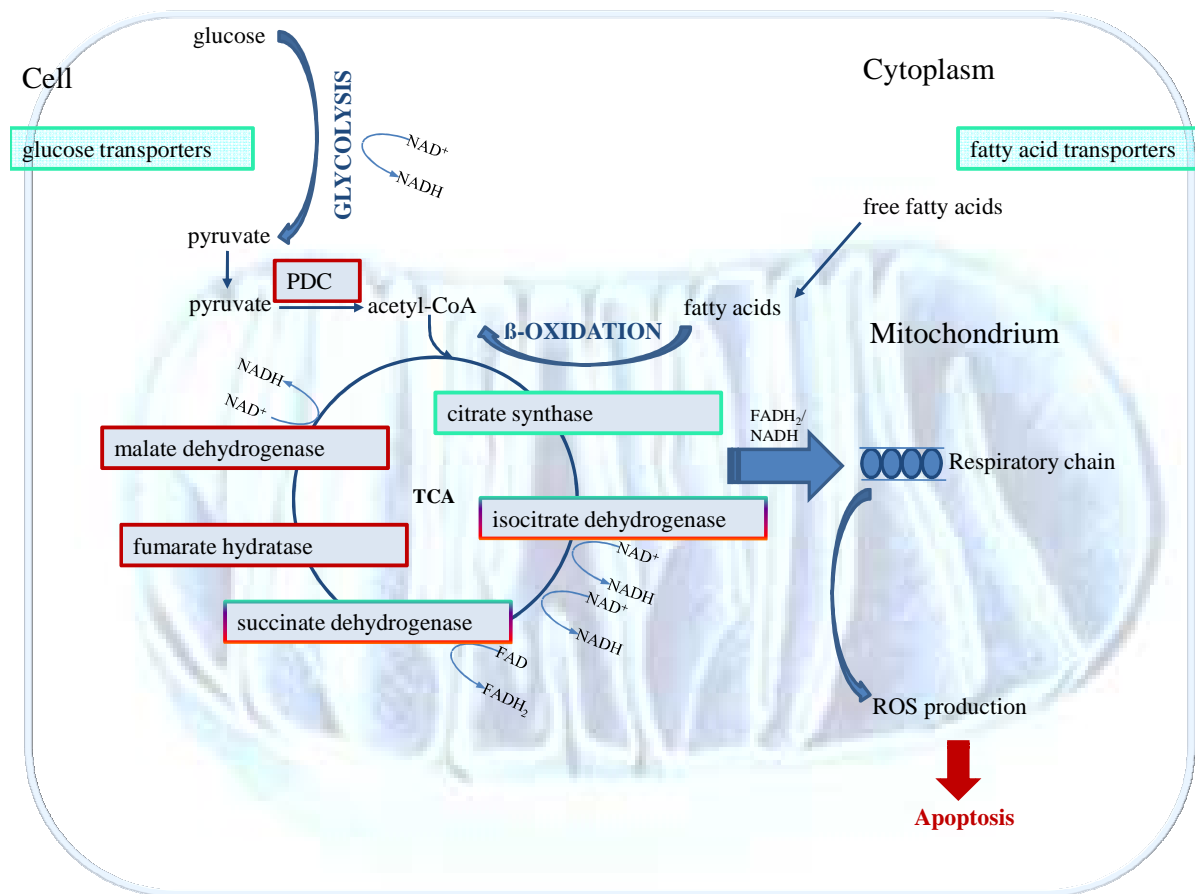 glucose
Cell
Cytoplasm
GLYCOLYSIS
glucose transporters
NAD+
NADH
fatty acid transporters
free fatty acids
pyruvate
PDC
pyruvate
acetyl-CoA
fatty acids
ß-OXIDATION
Mitochondrium
NADH
NAD+
citrate synthase
FADH2/
NADH
malate dehydrogenase
Respiratory chain
TCA
isocitrate dehydrogenase
fumarate hydratase
NAD+
NADH
NAD+
succinate dehydrogenase
NADH
FAD
FADH2
ROS production
Apoptosis